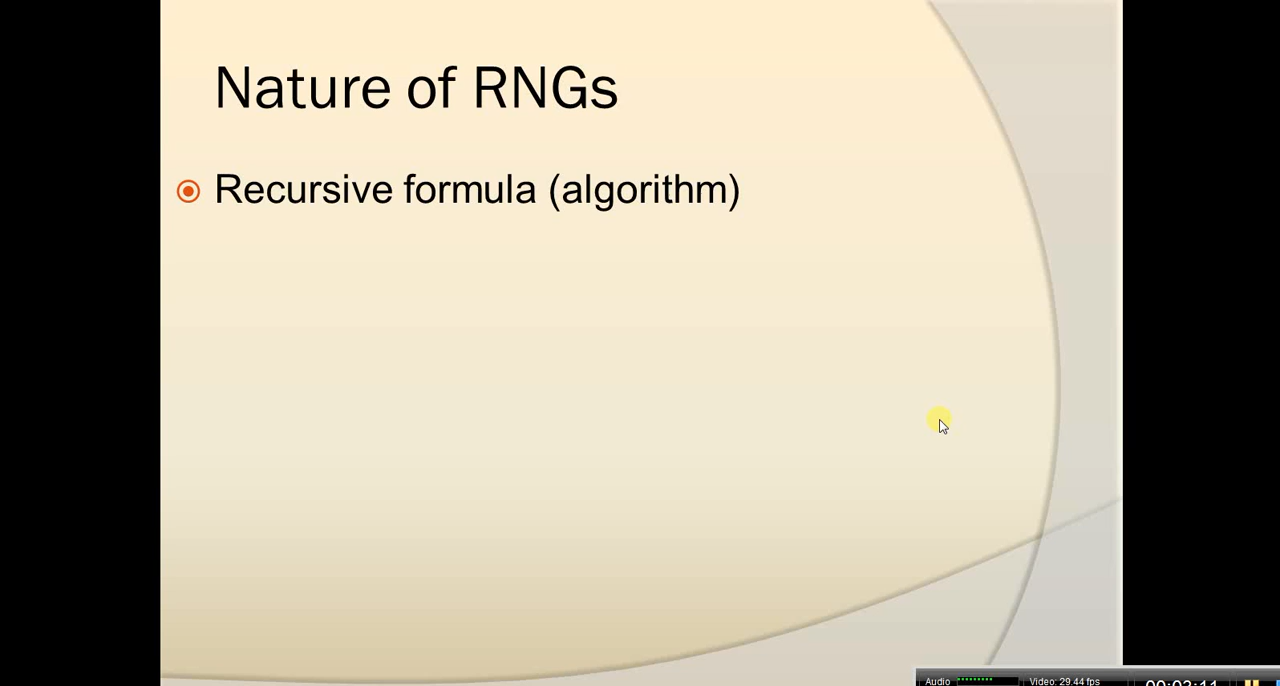 Nature of RNGs
Recursive formula (algorithm)
Audio
Video: 29.44 fps